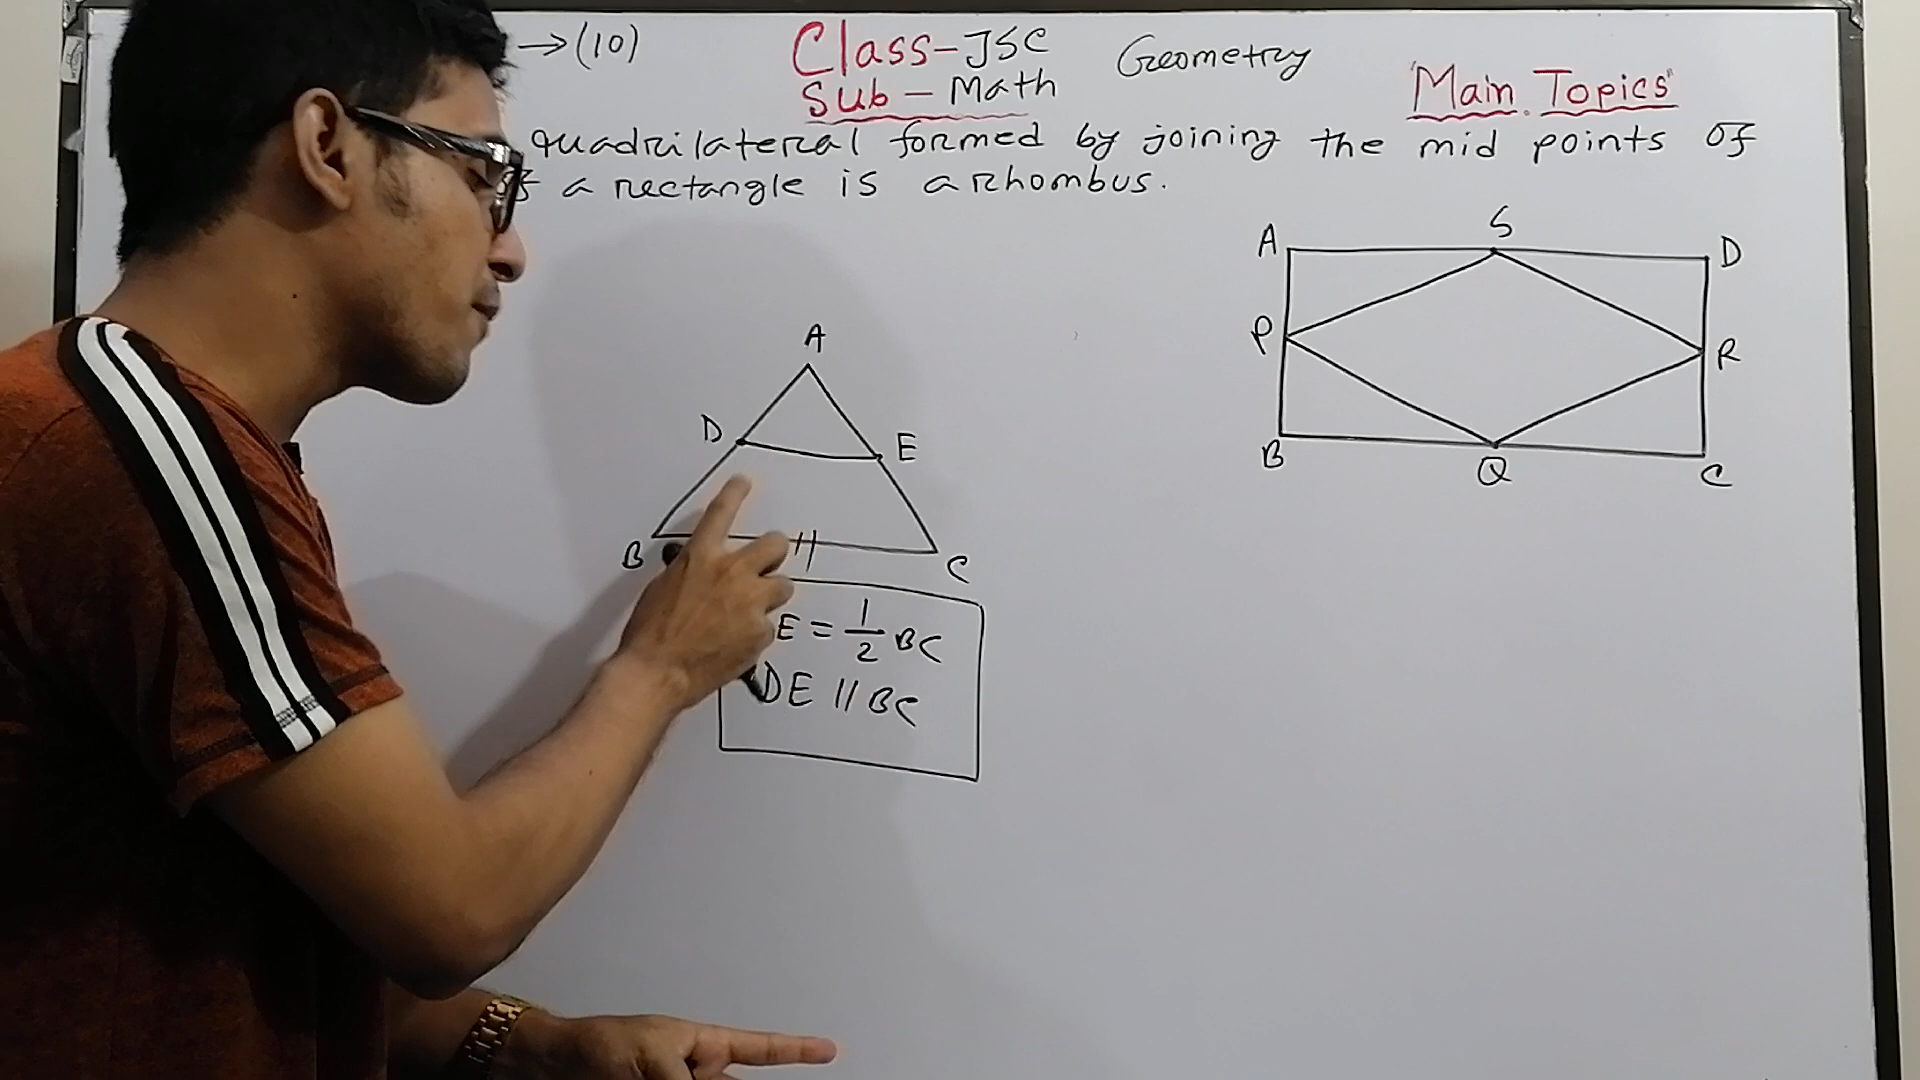 →(10)
Class-JSC Geometry
Sub-Math
"Main Topics"
quadrilateral formed by joining the mid points of
a rectangle is a rhombus.
A S D
P R
B Q C
A
D E
B C
E = 1/2 BC
DE || BC